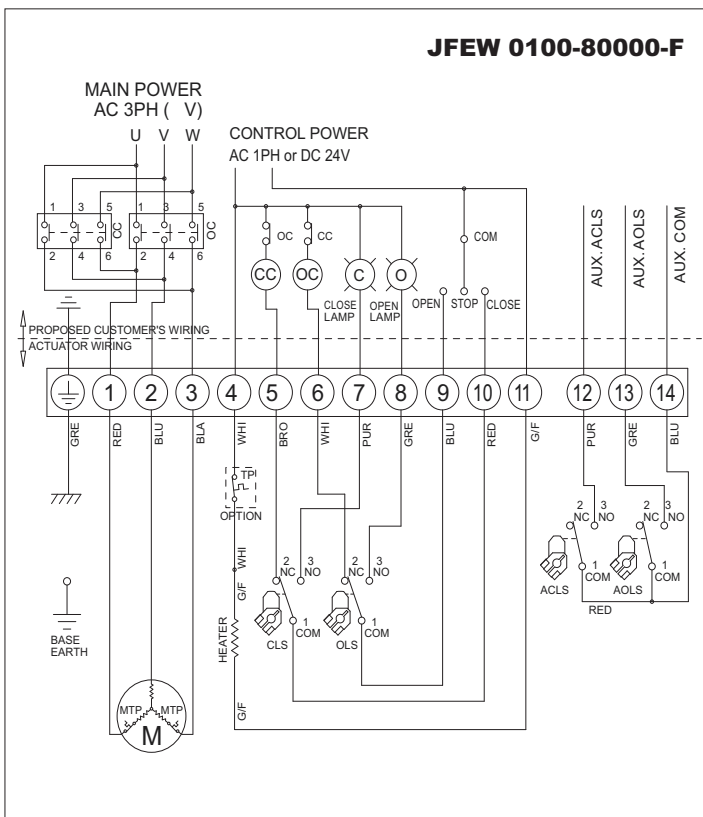 JFEW 0100-80000-F
MAIN POWER
AC 3PH (   V)
U V W
CONTROL POWER
AC 1PH or DC 24V
1 3 5
1 3 5
CC
OC
2 4 6
2 4 6
OC
CC
COM
CC
OC
C
O
CLOSE
LAMP
OPEN
LAMP
OPEN
STOP
CLOSE
AUX. ACLS
AUX. AOLS
AUX. COM
PROPOSED CUSTOMER'S WIRING
ACTUATOR WIRING
1 2 3 4 5 6 7 8 9 10 11 12 13 14
GRE
RED
BLU
BLA
WHI
BRO
WHI
PUR
GRE
BLU
RED
G/F
PUR
GRE
BLU
TP
OPTION
WHI
G/F
HEATER
G/F
2
NC
3
NO
1
COM
CLS
2
NC
3
NO
1
COM
OLS
2
NC
3
NO
1
COM
ACLS
2
NC
3
NO
1
COM
AOLS
RED
BASE
EARTH
MTP
MTP
M